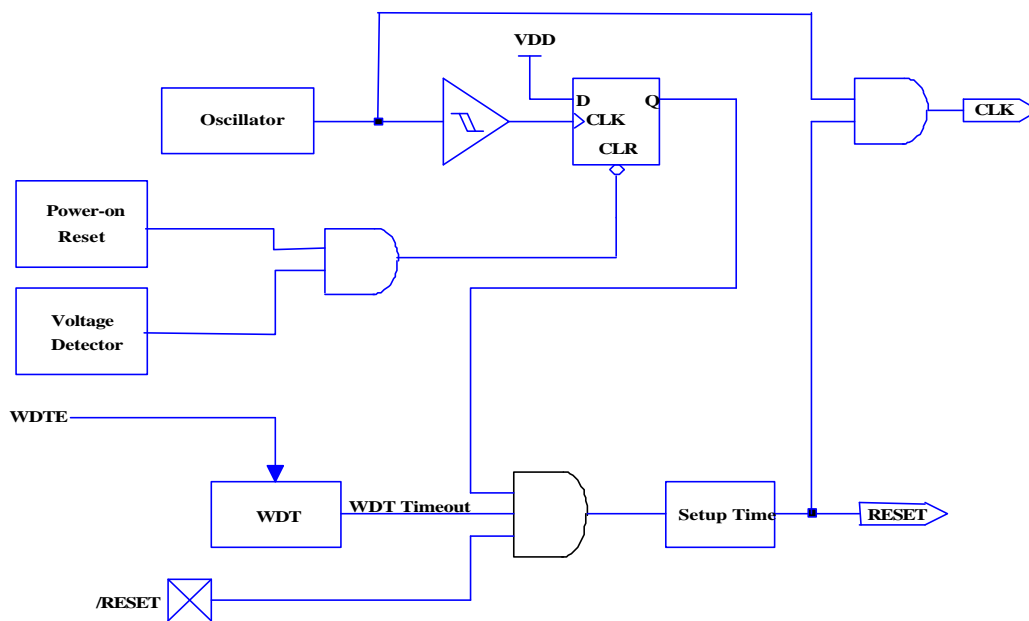 VDD
D
Q
Oscillator
CLK
CLK
CLR
Power-on
Reset
Voltage
Detector
WDTE
WDT
WDT Timeout
Setup Time
RESET
/RESET